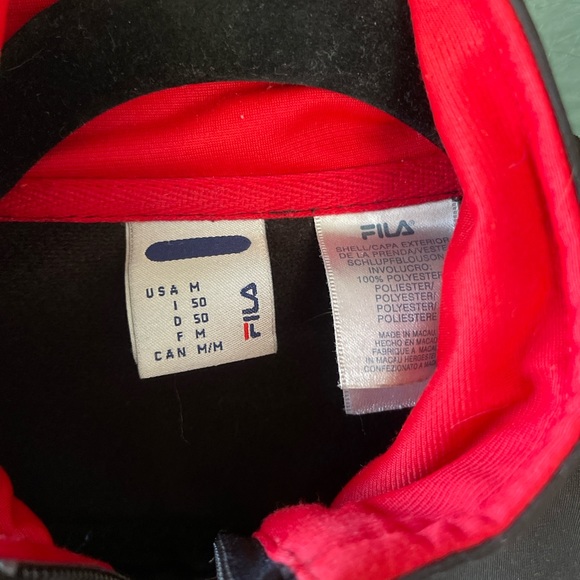 USA M
I 50
D 50
F M
CAN M/M
FILA
FILA
SHELL/CAPA EXTERIOR
DE LA PRENDA/VESTE
SCHLUPFBLOUSON
INVOLUCRO:
100% POLYESTER
POLIESTER/
POLYESTER/
POLYESTER/
POLIESTERE
MADE IN MACAU
HECHO EN MACAU
FABRIQUE A MACAU
IN MACAU
CONFEZIONATO A